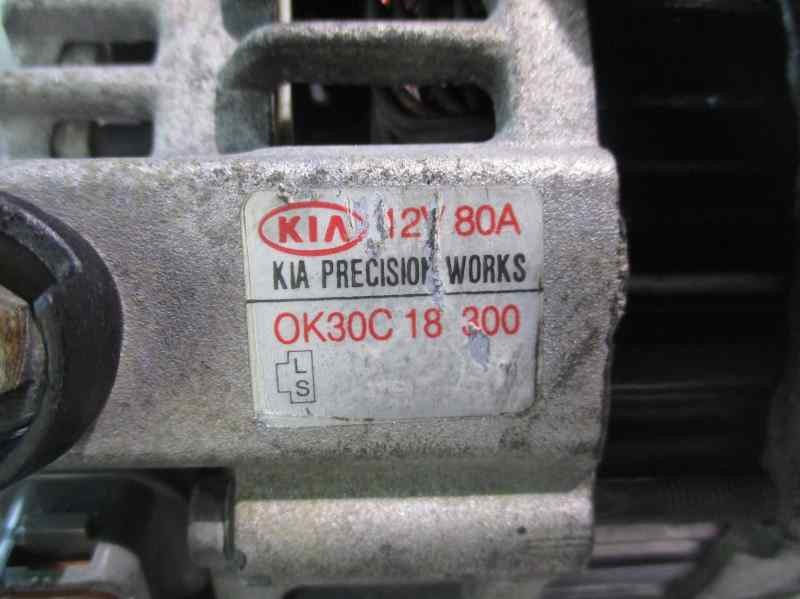 KIA 12V 80A
KIA PRECISION WORKS
OK30C 18 300
L
S